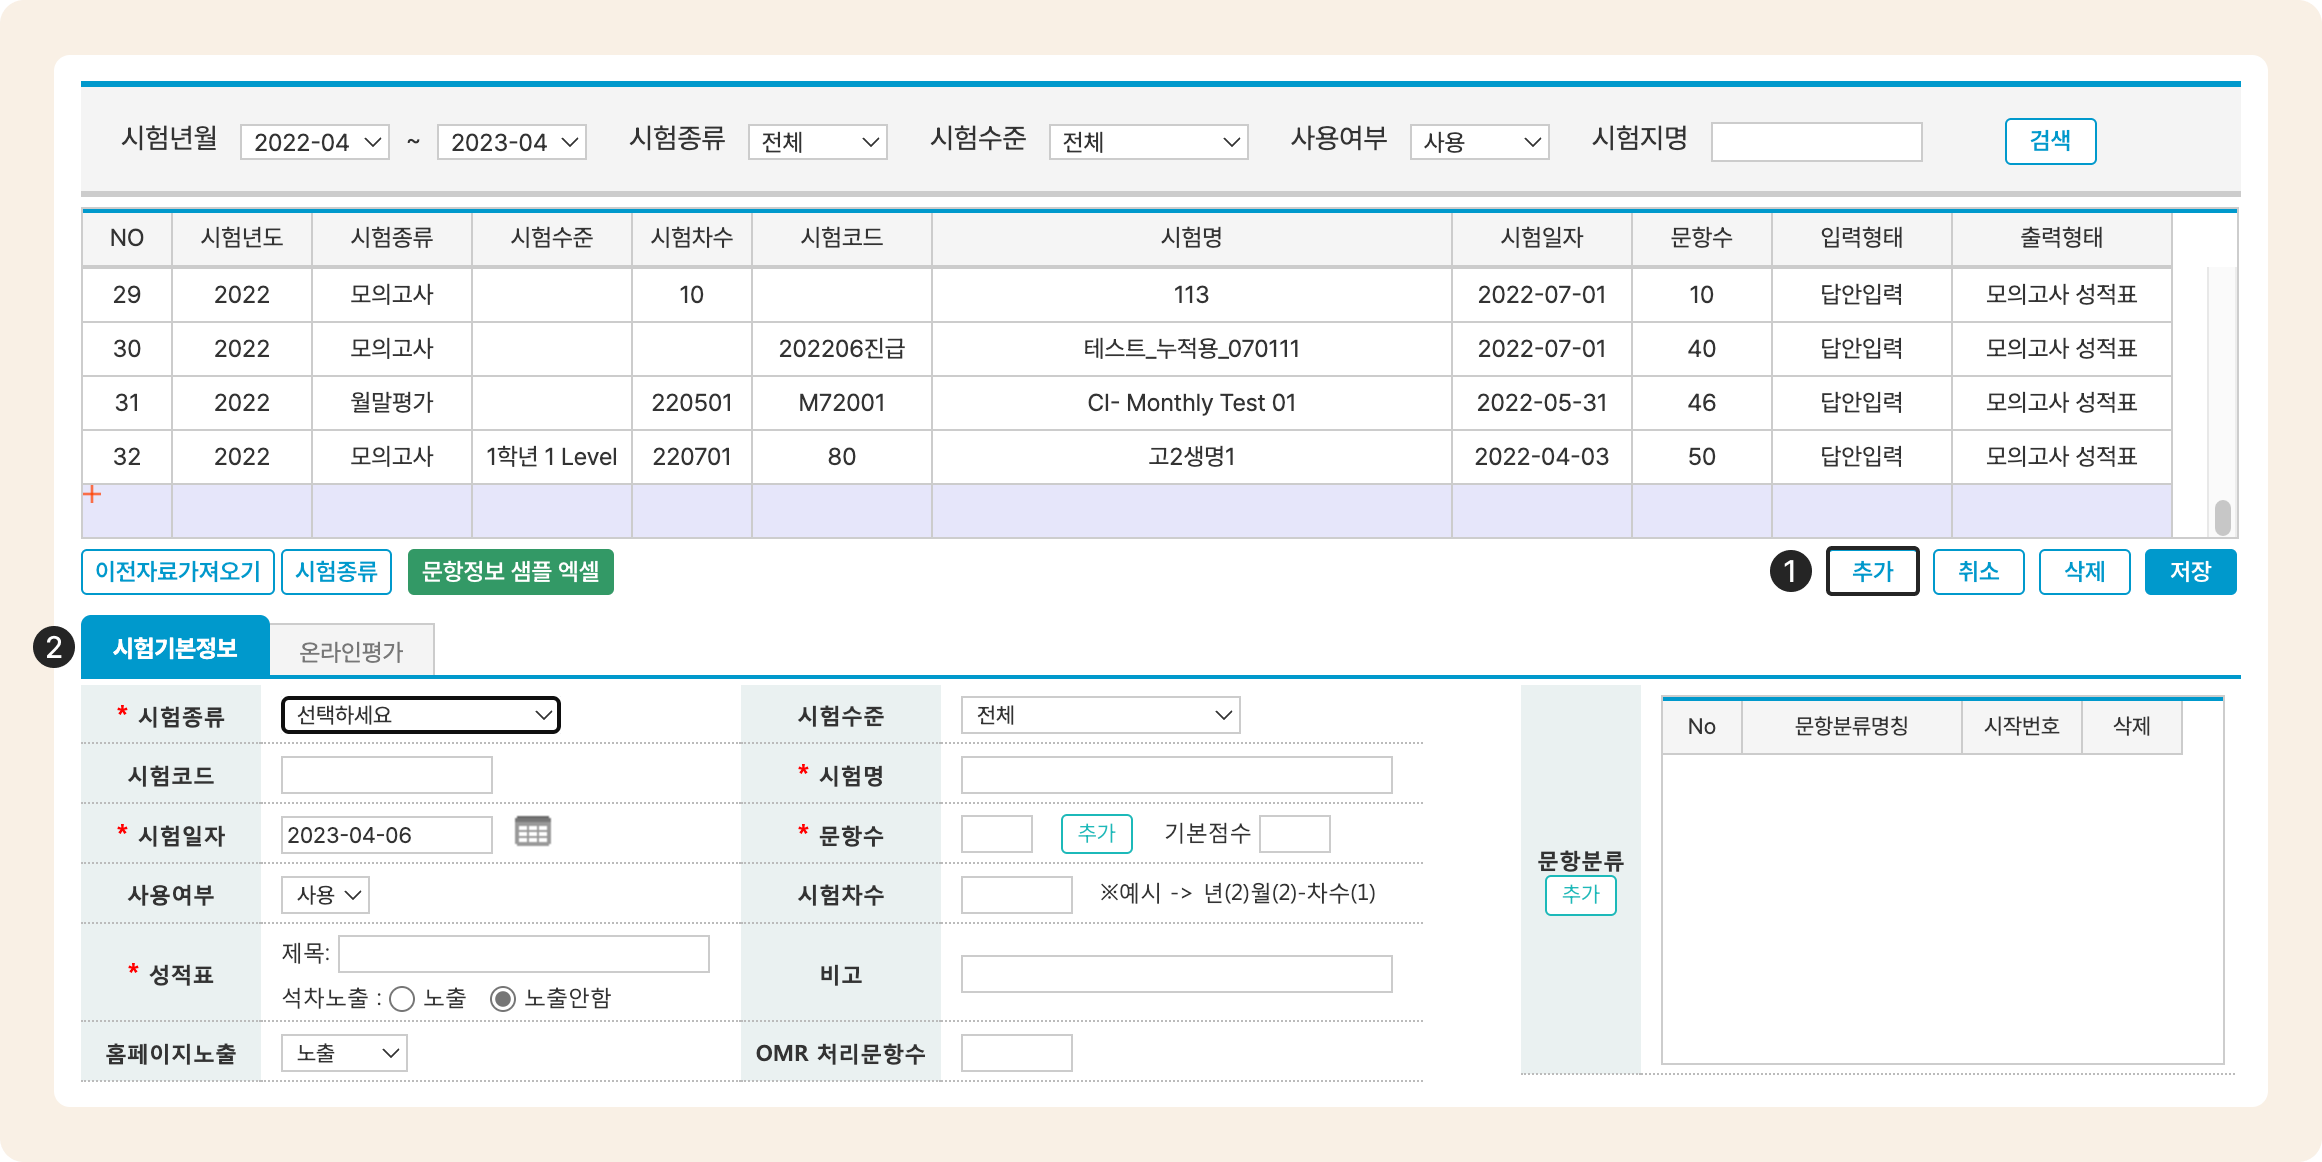 시험년월 2022-04 ~ 2023-04 시험종류 전체 시험수준 전체 사용여부 사용 시험지명 검색
NO 시험년도 시험종류 시험수준 시험차수 시험코드 시험명 시험일자 문항수 입력형태 출력형태
29 2022 모의고사 10 113 2022-07-01 10 답안입력 모의고사 성적표
30 2022 모의고사 202206진급 테스트_누적용_070111 2022-07-01 40 답안입력 모의고사 성적표
31 2022 월말평가 220501 M72001 CI- Monthly Test 01 2022-05-31 46 답안입력 모의고사 성적표
32 2022 모의고사 1학년 1 Level 220701 80 고2생명1 2022-04-03 50 답안입력 모의고사 성적표
+
이전자료가져오기 시험종류 문항정보 샘플 엑셀 1 추가 취소 삭제 저장
2 시험기본정보 온라인평가
* 시험종류 선택하세요 시험수준 전체
시험코드 * 시험명
* 시험일자 2023-04-06 * 문항수 추가 기본점수
사용여부 사용 시험차수 ※예시 -> 년(2)월(2)-차수(1)
* 성적표 제목: 비고
석차노출 : 노출 노출안함
홈페이지노출 노출 OMR 처리문항수
문항분류
추가
No 문항분류명칭 시작번호 삭제